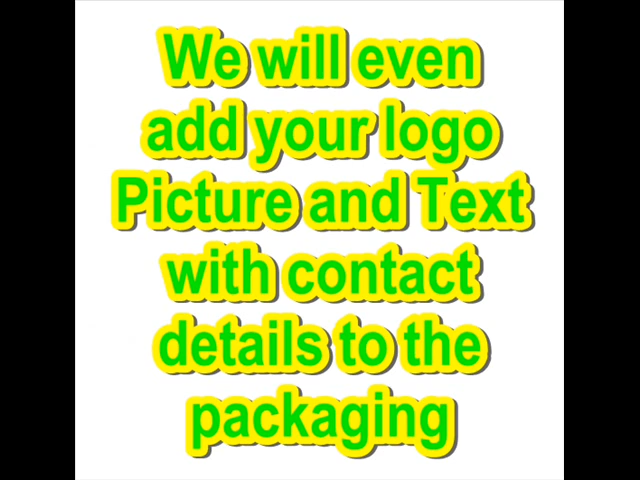 We will even
add your logo
Picture and Text
with contact
details to the
packaging